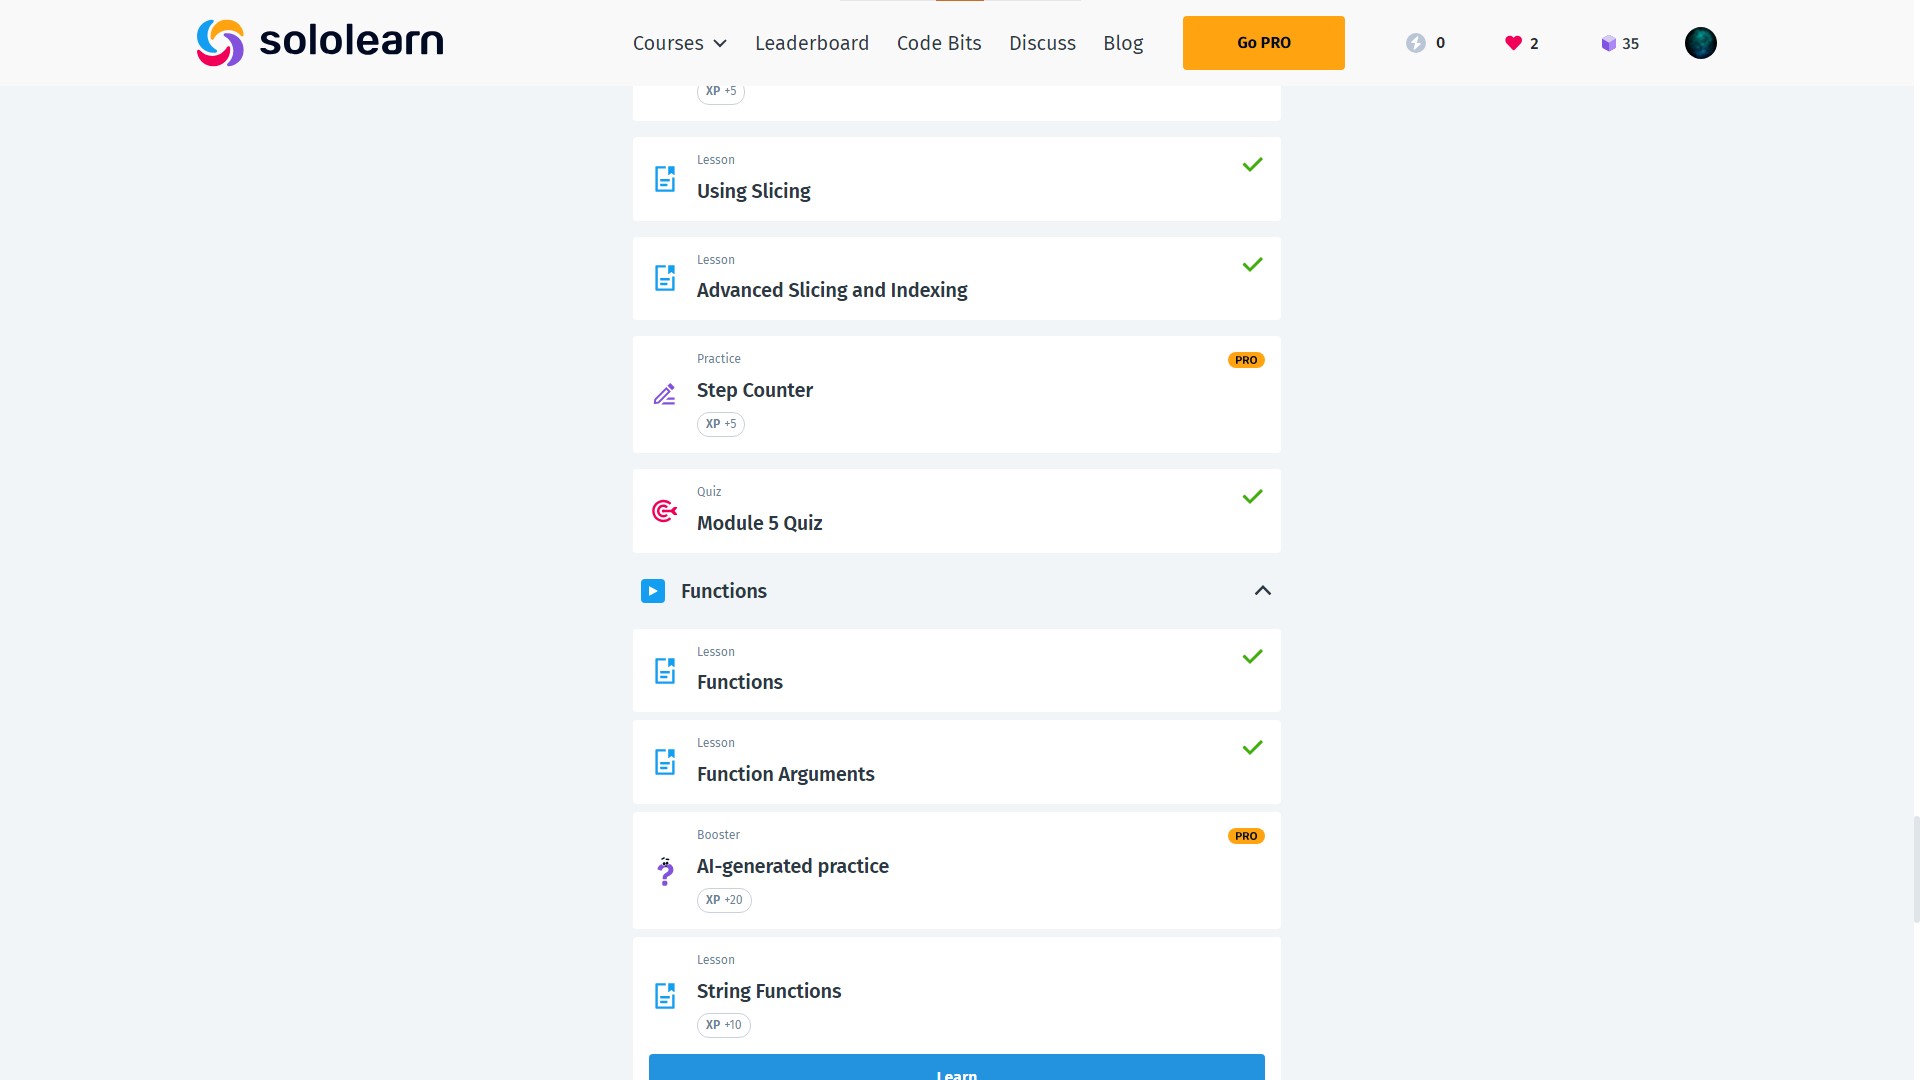 sololearn
Courses
Leaderboard
Code Bits
Discuss
Blog
Go PRO
0
2
35
XP +5
Lesson
Using Slicing
Lesson
Advanced Slicing and Indexing
Practice
PRO
Step Counter
XP +5
Quiz
Module 5 Quiz
Functions
Lesson
Functions
Lesson
Function Arguments
Booster
PRO
AI-generated practice
XP +20
Lesson
String Functions
XP +10
Learn